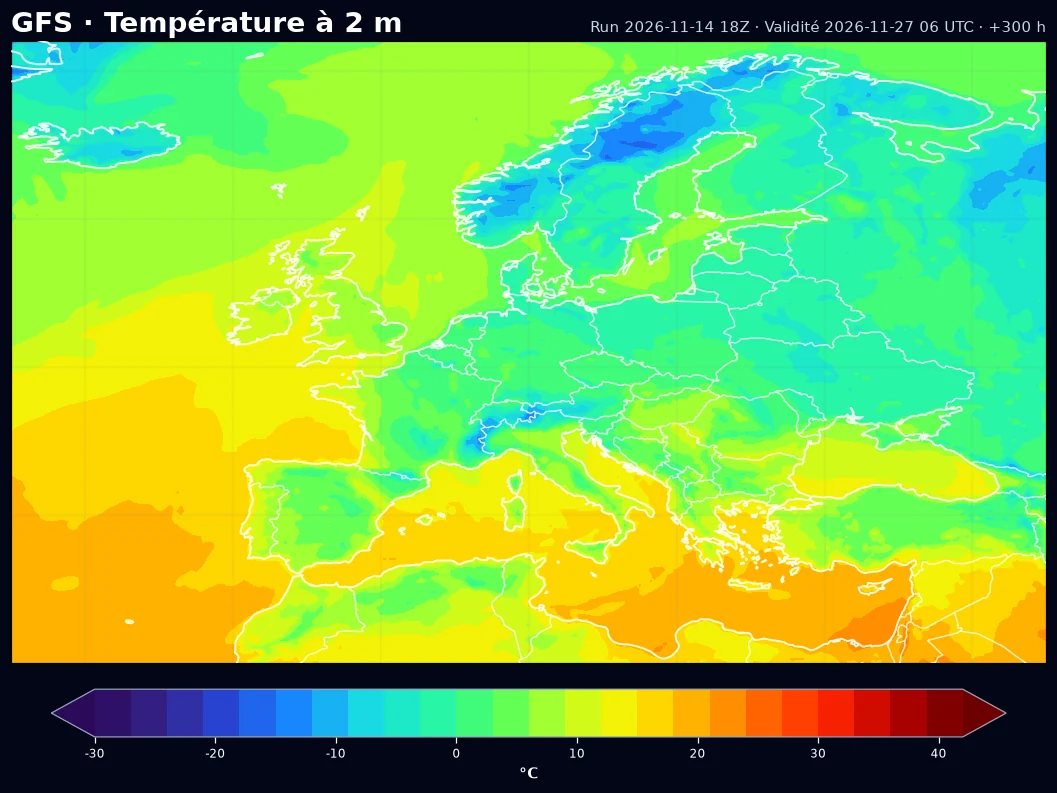 GFS · Température à 2 m
Run 2026-11-14 18Z · Validité 2026-11-27 06 UTC · +300 h
-30 -20 -10 0 10 20 30 40
°C